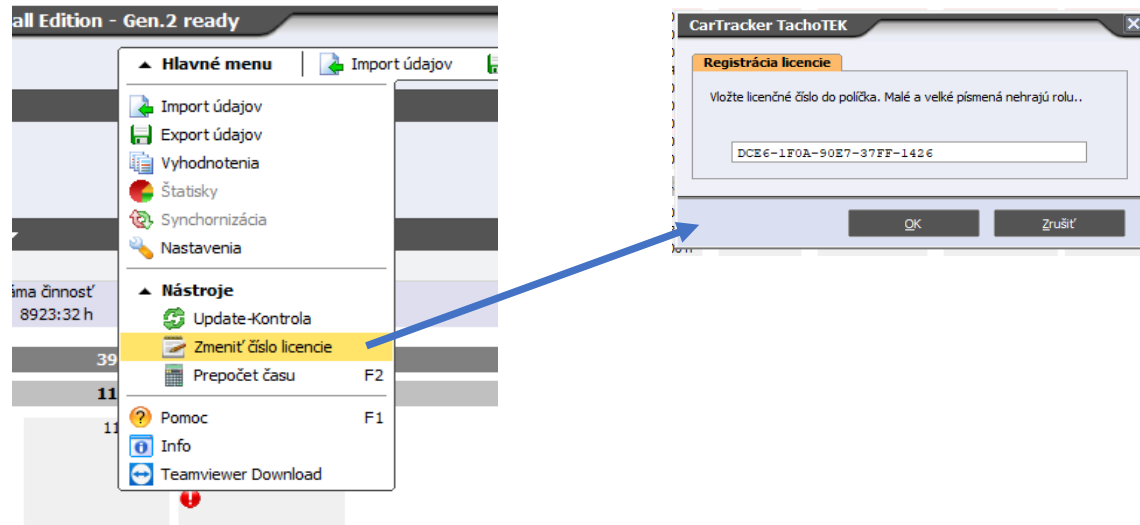 all Edition - Gen.2 ready
Hlavné menu
Import údajov
Import údajov
Export údajov
Vyhodnotenia
Štatisky
Synchornizácia
Nastavenia
Nástroje
Update-Kontrola
Zmeniť číslo licencie
Prepočet času F2
Pomoc F1
Info
Teamviewer Download
áma činnosť
8923:32 h
39
11
11
CarTracker TachoTEK
Registrácia licencie
Vložte licenčné číslo do políčka. Malé a velké písmená nehrajú rolu..
DCE6-1F0A-90E7-37FF-1426
OK
Zrušiť